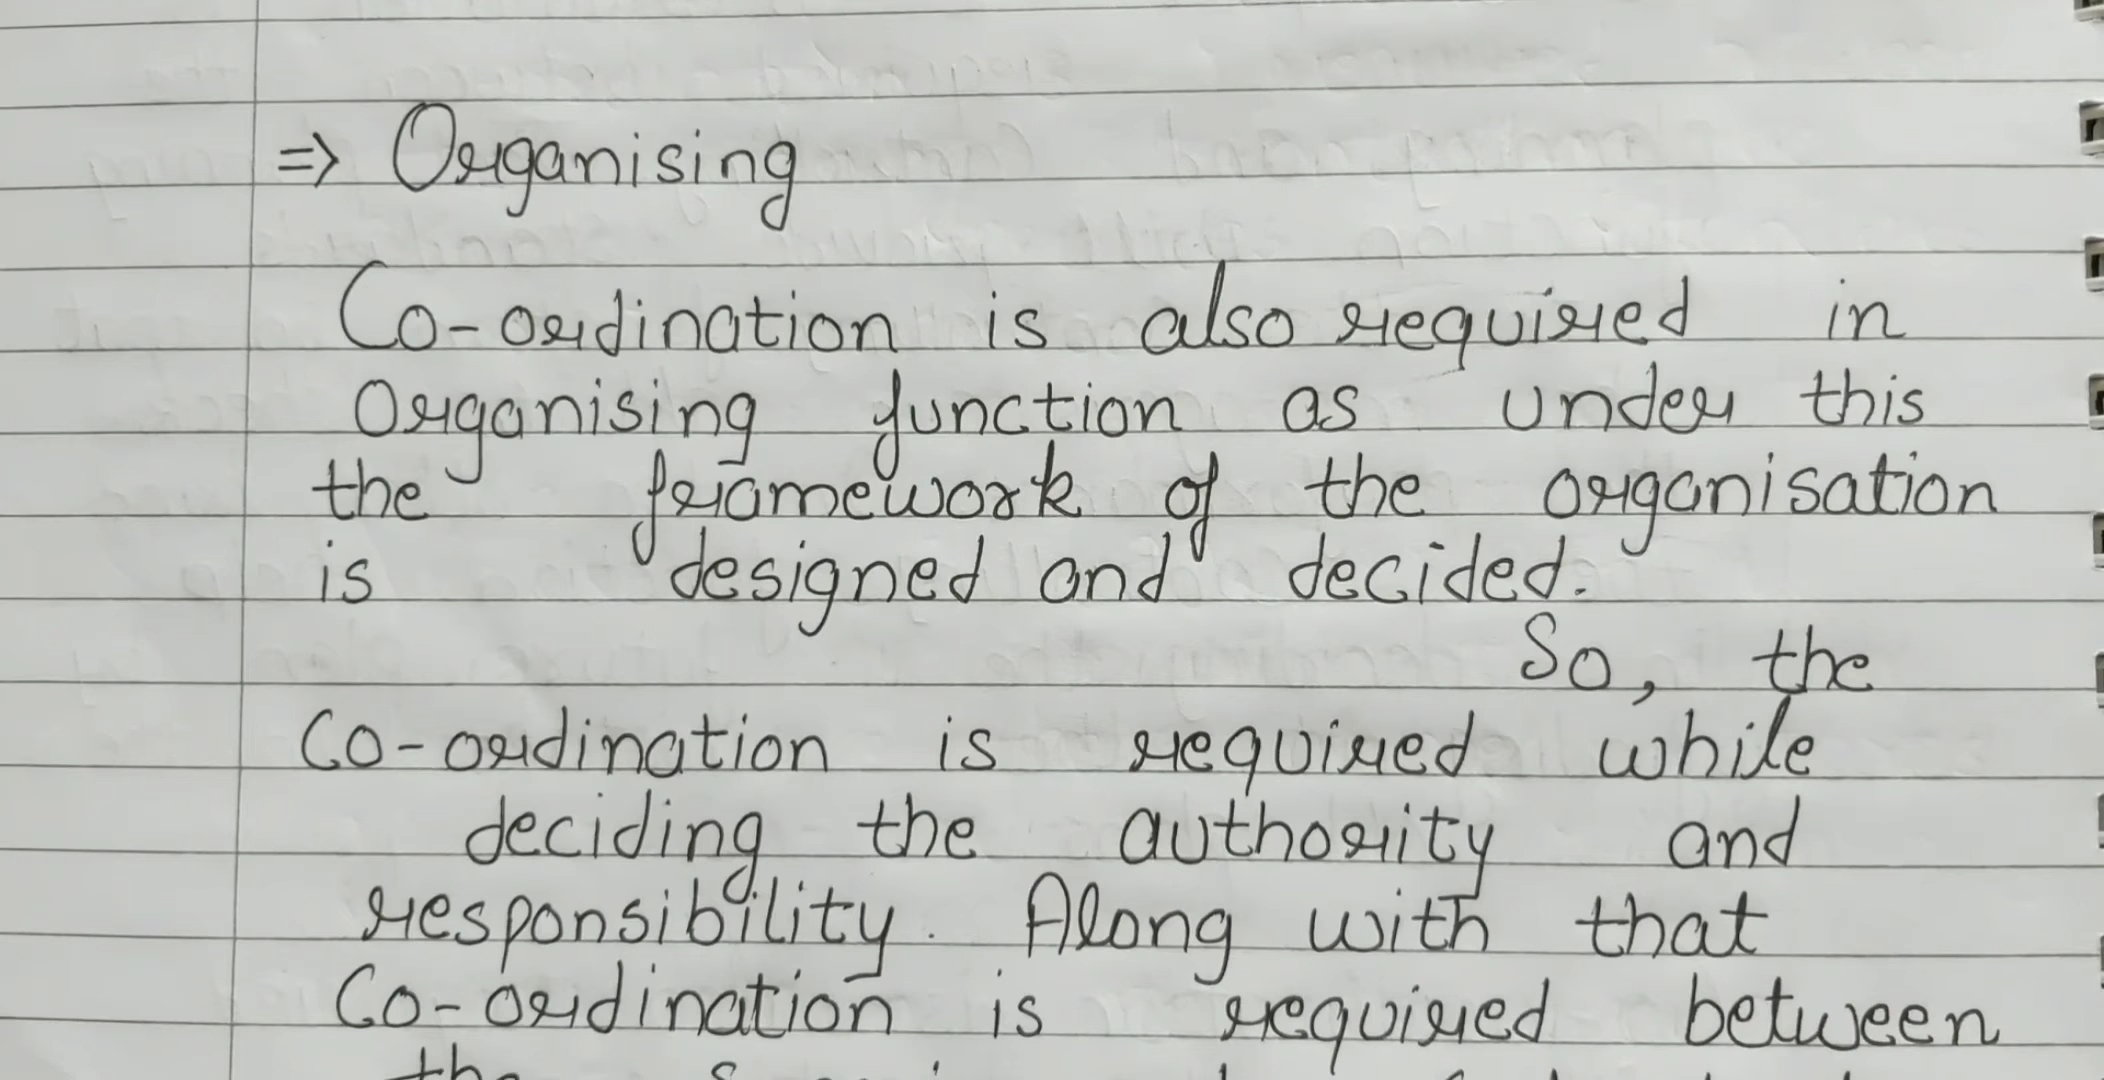 ⇒ Organising
Co-ordination is also required in
Organising function as under this
the framework of the organisation
is designed and decided.
So, the
Co-ordination is required while
deciding the authority and
responsibility. Along with that
Co-ordination is required between
the